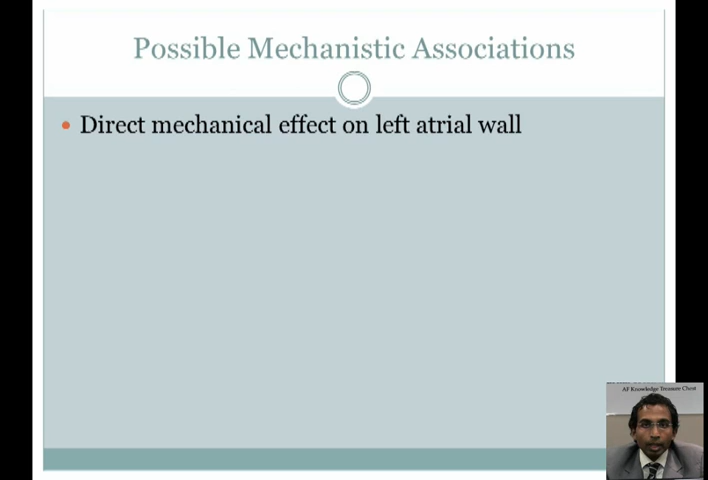 Possible Mechanistic Associations
Direct mechanical effect on left atrial wall
AF Knowledge Treasure Chest